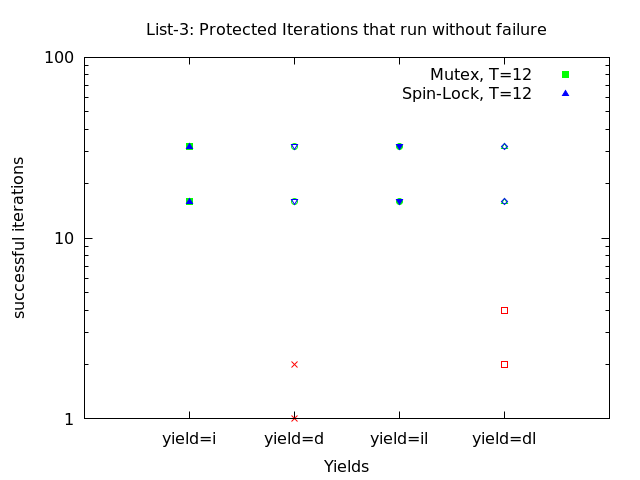 List-3: Protected Iterations that run without failure
100
Mutex, T=12
Spin-Lock, T=12
successful iterations
10
1
yield=i yield=d yield=il yield=dl
Yields